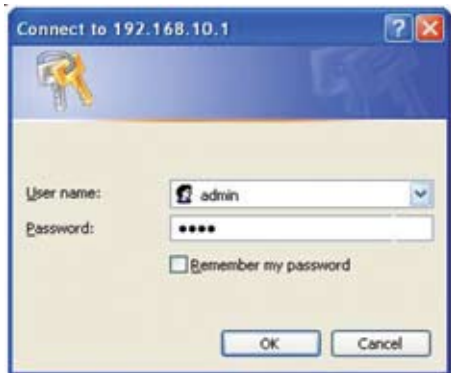 Connect to 192.168.10.1
User name: admin
Password: ••••
Remember my password
OK Cancel